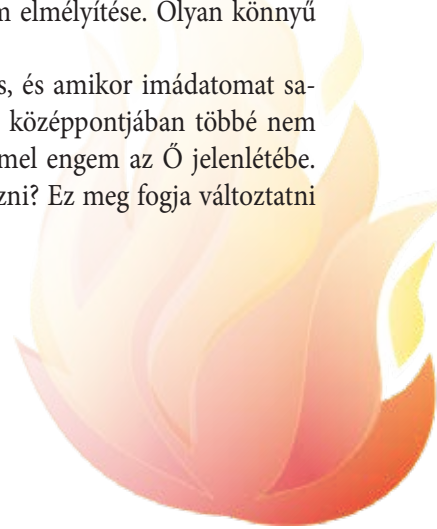 n elmélyítése. Olyan könnyű
s, és amikor imádatomat sa-
középpontjában többé nem
mel engem az Ő jelenlétébe.
zni? Ez meg fogja változtatni